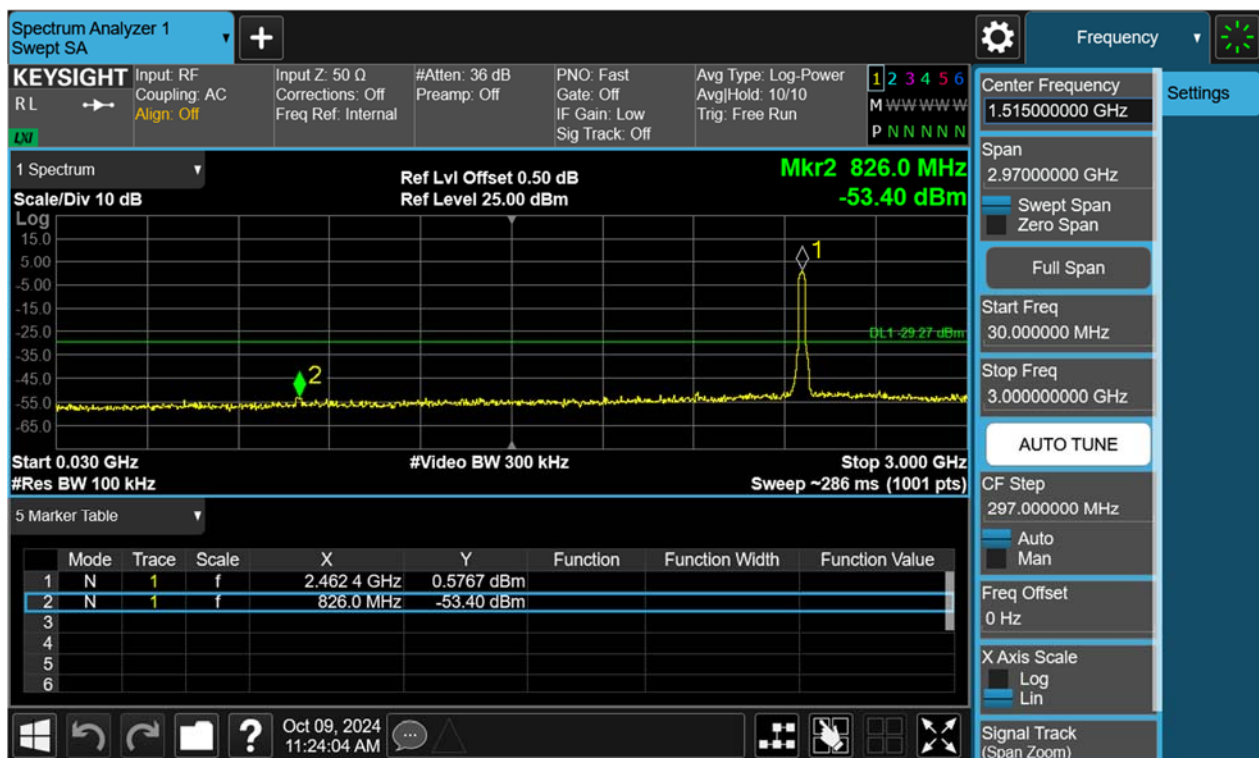 Spectrum Analyzer 1
Swept SA
+
Frequency
KEYSIGHT
RL
LXI
Input: RF
Coupling: AC
Align: Off
Input Z: 50 Ω
Corrections: Off
Freq Ref: Internal
#Atten: 36 dB
Preamp: Off
PNO: Fast
Gate: Off
IF Gain: Low
Sig Track: Off
Avg Type: Log-Power
Avg|Hold: 10/10
Trig: Free Run
1 2 3 4 5 6
M W W W W W
P N N N N N
1 Spectrum
Scale/Div 10 dB
Ref Lvl Offset 0.50 dB
Ref Level 25.00 dBm
Mkr2 826.0 MHz
-53.40 dBm
Log
15.0
5.00
-5.00
-15.0
-25.0
-35.0
-45.0
-55.0
-65.0
1
2
DL1 -29.27 dBm
Start 0.030 GHz
#Video BW 300 kHz
Stop 3.000 GHz
#Res BW 100 kHz
Sweep ~286 ms (1001 pts)
5 Marker Table
Mode Trace Scale X Y Function Function Width Function Value
1 N 1 f 2.462 4 GHz 0.5767 dBm
2 N 1 f 826.0 MHz -53.40 dBm
3
4
5
6
?
Oct 09, 2024
11:24:04 AM
Center Frequency
1.515000000 GHz
Settings
Span
2.97000000 GHz
Swept Span
Zero Span
Full Span
Start Freq
30.000000 MHz
Stop Freq
3.000000000 GHz
AUTO TUNE
CF Step
297.000000 MHz
Auto
Man
Freq Offset
0 Hz
X Axis Scale
Log
Lin
Signal Track
(Span Zoom)